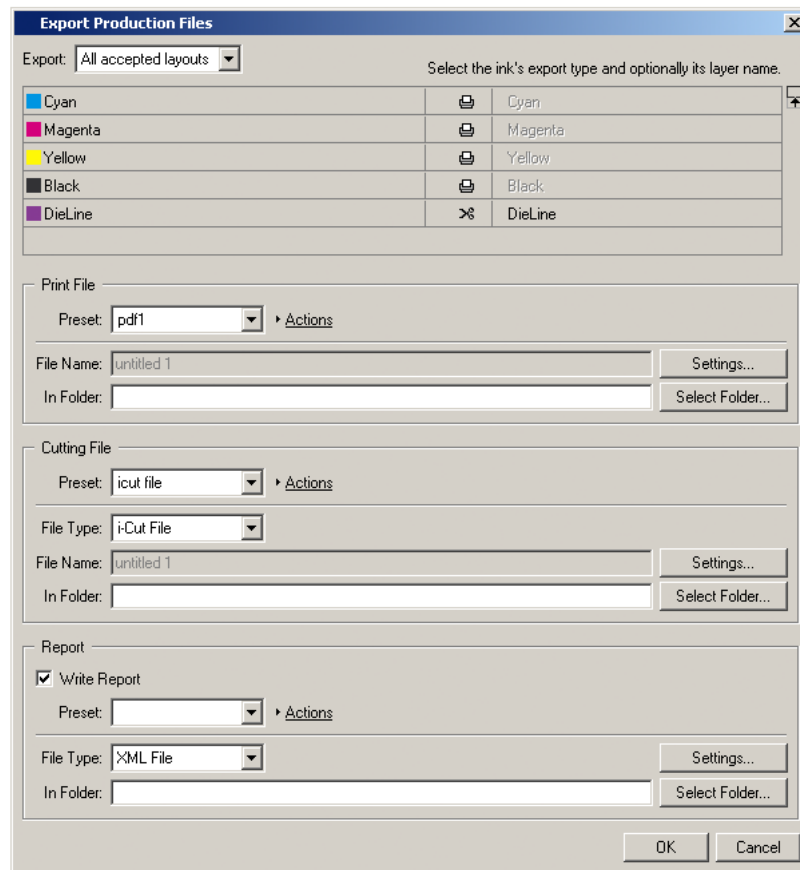 Export Production Files
Export: All accepted layouts
Select the ink's export type and optionally its layer name.
Cyan Cyan
Magenta Magenta
Yellow Yellow
Black Black
DieLine DieLine
Print File
Preset: pdf1 Actions
File Name: untitled 1 Settings...
In Folder: Select Folder...
Cutting File
Preset: icut file Actions
File Type: i-Cut File
File Name: untitled 1 Settings...
In Folder: Select Folder...
Report
Write Report
Preset: Actions
File Type: XML File Settings...
In Folder: Select Folder...
OK Cancel